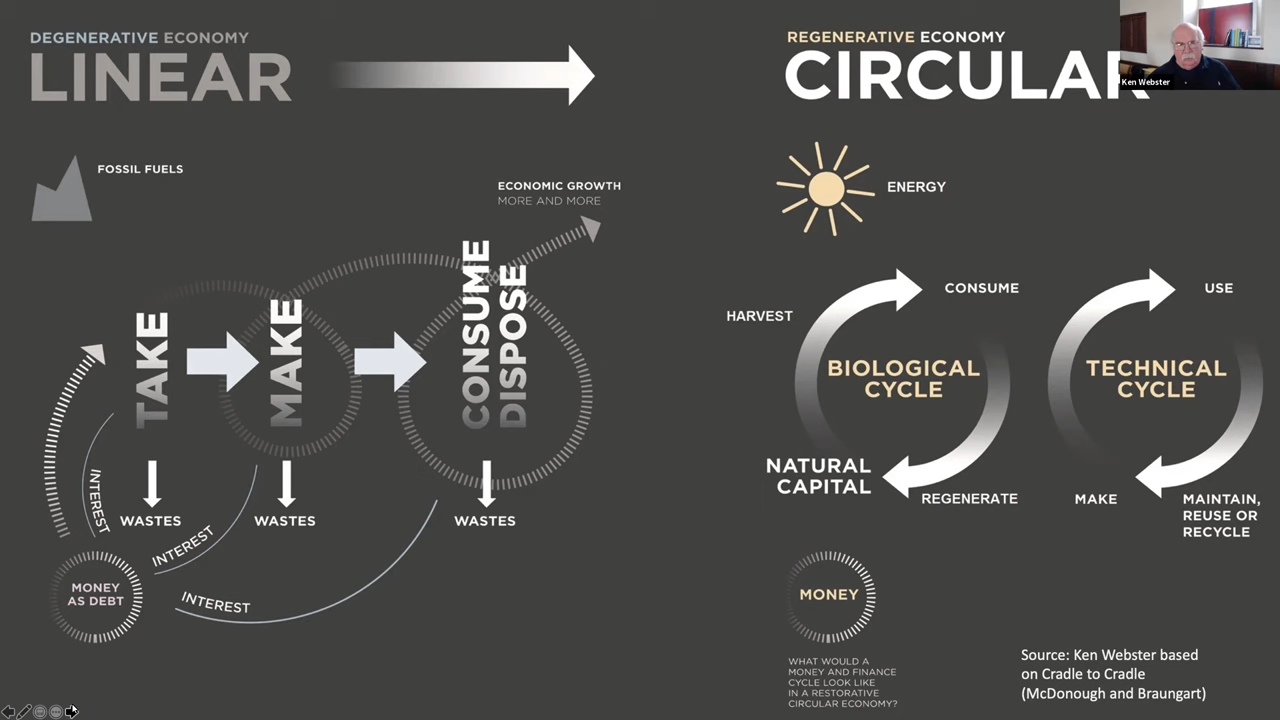 DEGENERATIVE ECONOMY
LINEAR
FOSSIL FUELS
ECONOMIC GROWTH
MORE AND MORE
TAKE
MAKE
CONSUME
DISPOSE
WASTES
WASTES
WASTES
INTEREST
INTEREST
INTEREST
MONEY
AS DEBT
REGENERATIVE ECONOMY
CIRCULAR
Ken Webster
ENERGY
HARVEST
CONSUME
BIOLOGICAL
CYCLE
NATURAL
CAPITAL
REGENERATE
USE
TECHNICAL
CYCLE
MAKE
MAINTAIN,
REUSE OR
RECYCLE
MONEY
WHAT WOULD A
MONEY AND FINANCE
CYCLE LOOK LIKE
IN A RESTORATIVE
CIRCULAR ECONOMY?
Source: Ken Webster based
on Cradle to Cradle
(McDonough and Braungart)